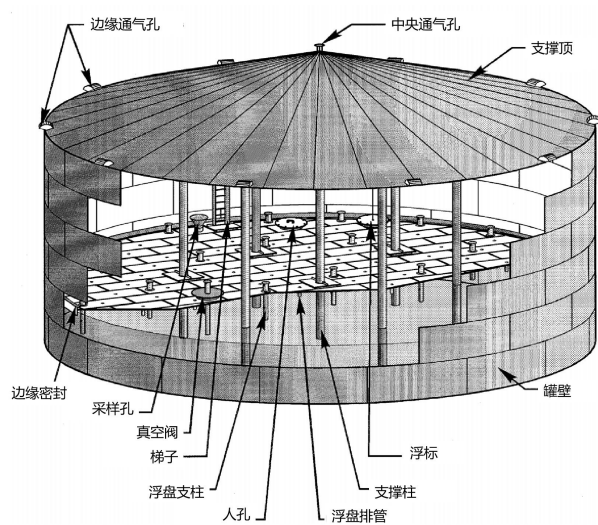 边缘通气孔
中央通气孔
支撑顶
边缘密封
采样孔
真空阀
梯子
浮盘支柱
人孔
浮盘排管
支撑柱
浮标
罐壁